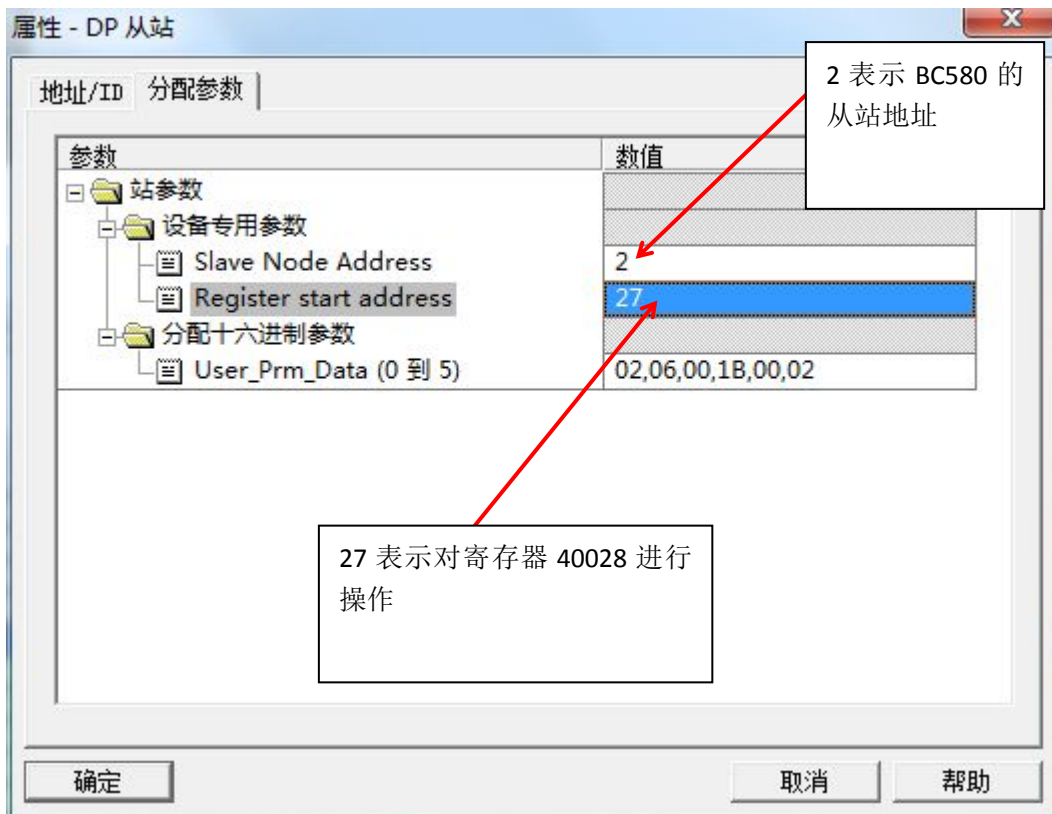 属性 - DP 从站
2 表示 BC580 的
从站地址
地址/ID 分配参数
参数 数值
站参数
设备专用参数
Slave Node Address 2
Register start address 27
分配十六进制参数
User_Prm_Data (0 到 5) 02,06,00,1B,00,02
27 表示对寄存器 40028 进行
操作
确定 取消 帮助